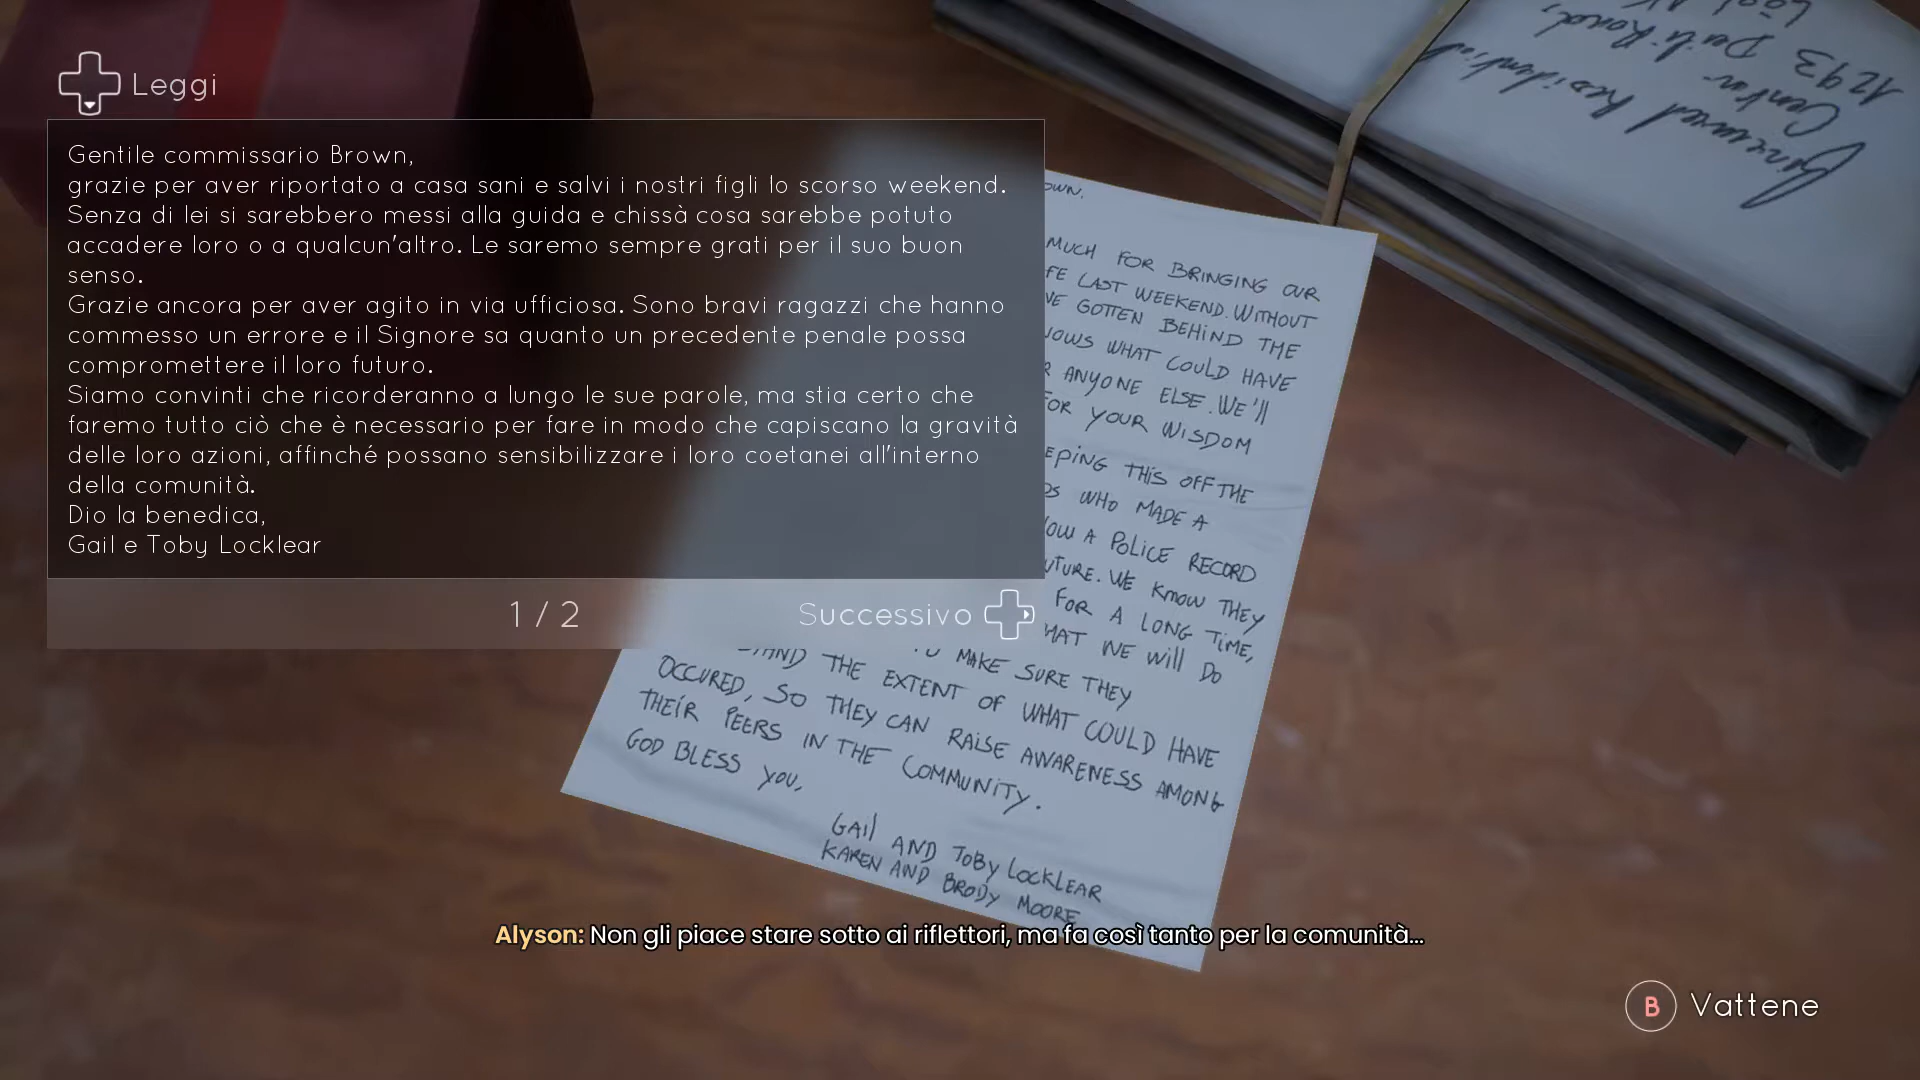 Leggi
Gentile commissario Brown,
grazie per aver riportato a casa sani e salvi i nostri figli lo scorso weekend.
Senza di lei si sarebbero messi alla guida e chissà cosa sarebbe potuto
accadere loro o a qualcun'altro. Le saremo sempre grati per il suo buon
senso.
Grazie ancora per aver agito in via ufficiosa. Sono bravi ragazzi che hanno
commesso un errore e il Signore sa quanto un precedente penale possa
compromettere il loro futuro.
Siamo convinti che ricorderanno a lungo le sue parole, ma stia certo che
faremo tutto ciò che è necessario per fare in modo che capiscano la gravità
delle loro azioni, affinché possano sensibilizzare i loro coetanei all'interno
della comunità.
Dio la benedica,
Gail e Toby Locklear
1 / 2
Successivo
MUCH FOR BRINGING OUR
LAST WEEKEND. WITHOUT
GOTTEN BEHIND THE
WHAT COULD HAVE
ANYONE ELSE. WE'll
FOR YOUR WISDOM
THIS OFF THE
WHO MADE A
A POLICE RECORD
WE KNOW THEY
FOR A LONG TIME,
WE will DO
MAKE SURE THEY
THE EXTENT OF WHAT COULD HAVE
OCCURED, SO THEY CAN RAISE AWARENESS AMONG
THEIR PEERS IN THE COMMUNITY.
GOD BLESS YOU,
GAIL AND TOBY LOCKLEAR
KAREN AND BRODY MOORE
Residential
Center
1293
Road,
Alyson: Non gli piace stare sotto ai riflettori, ma fa così tanto per la comunità...
B Vattene